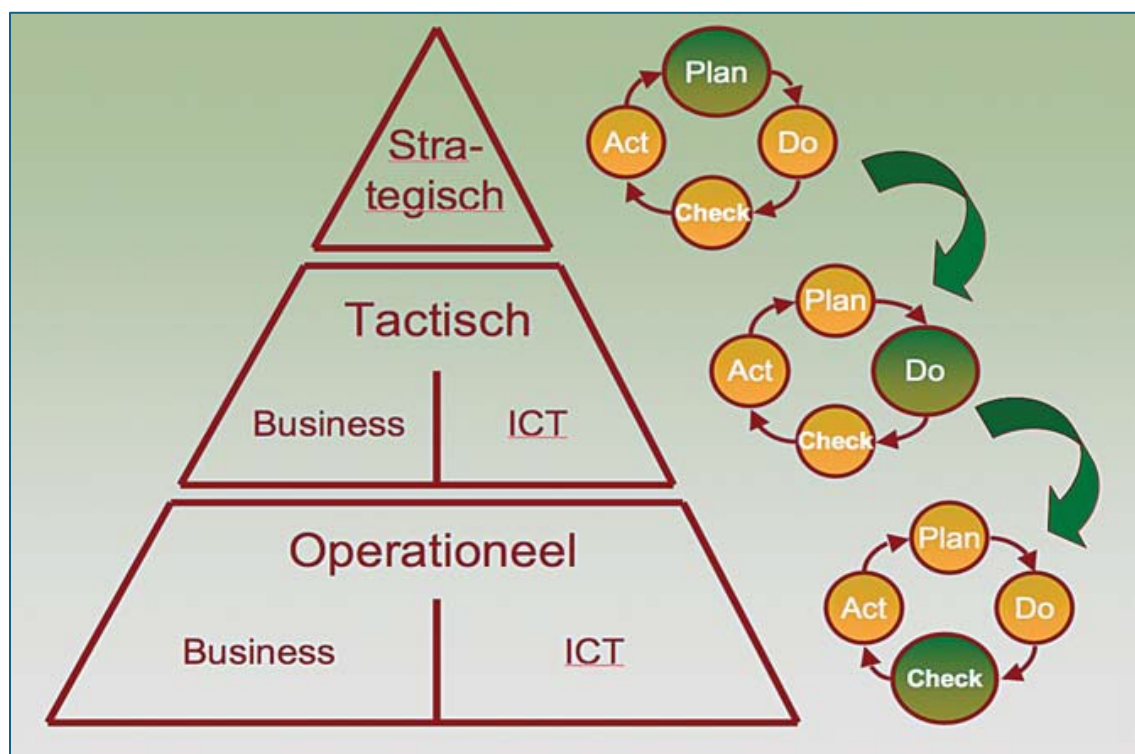 Stra-
tegisch
Tactisch
Business
ICT
Operationeel
Business
ICT
Plan
Do
Check
Act
Plan
Do
Check
Act
Plan
Do
Check
Act